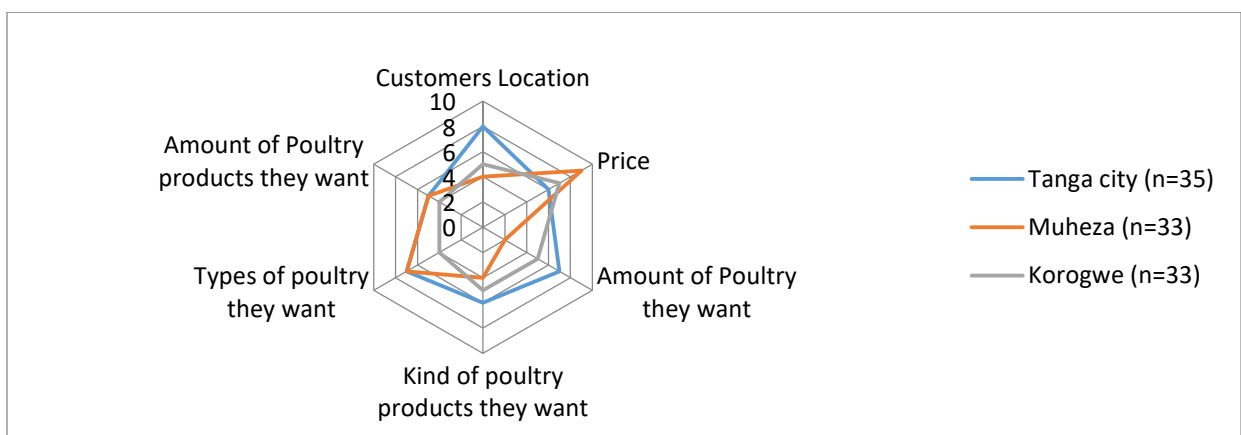 Customers Location
10
8
6
4
2
0
Price
Amount of Poultry
they want
Kind of poultry
products they want
Types of poultry
they want
Amount of Poultry
products they want
Tanga city (n=35)
Muheza (n=33)
Korogwe (n=33)